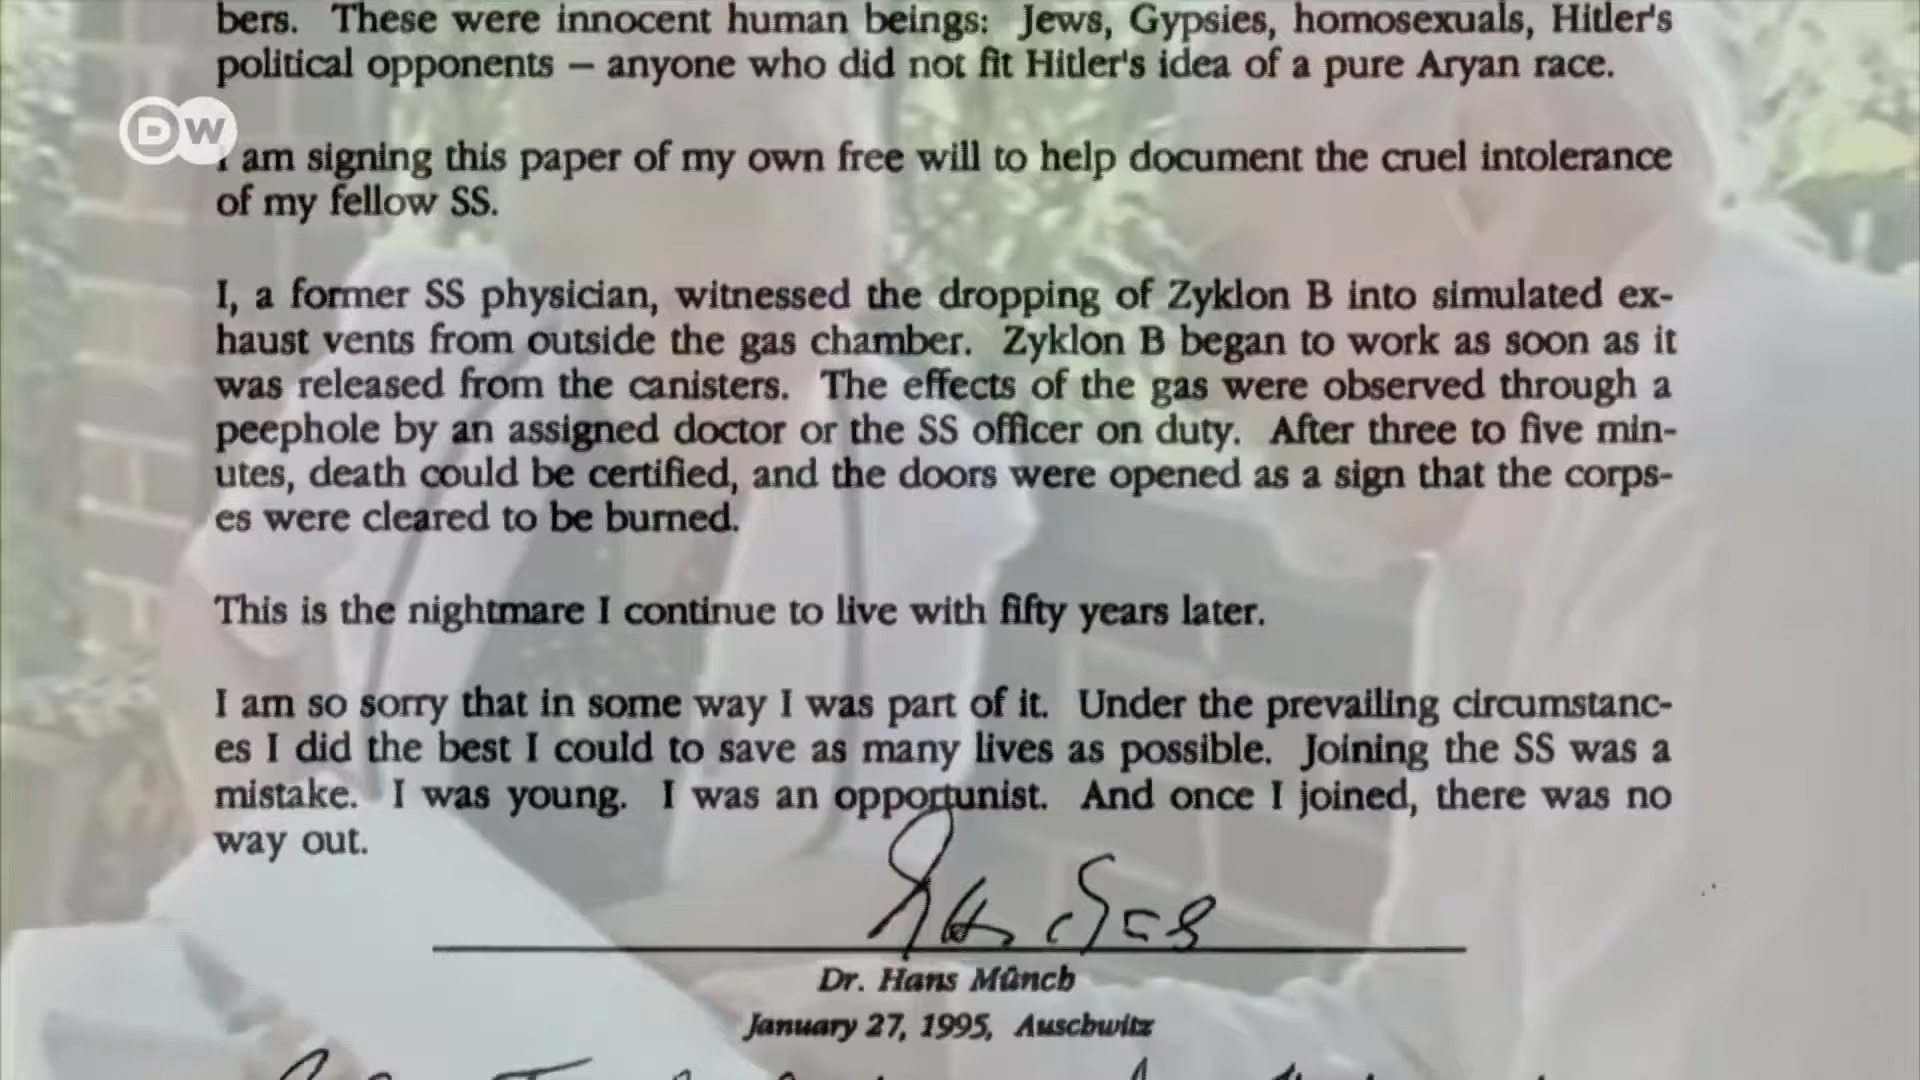 bers. These were innocent human beings: Jews, Gypsies, homosexuals, Hitler's
political opponents – anyone who did not fit Hitler's idea of a pure Aryan race.
DW
I am signing this paper of my own free will to help document the cruel intolerance
of my fellow SS.
I, a former SS physician, witnessed the dropping of Zyklon B into simulated ex-
haust vents from outside the gas chamber. Zyklon B began to work as soon as it
was released from the canisters. The effects of the gas were observed through a
peephole by an assigned doctor or the SS officer on duty. After three to five min-
utes, death could be certified, and the doors were opened as a sign that the corps-
es were cleared to be burned.
This is the nightmare I continue to live with fifty years later.
I am so sorry that in some way I was part of it. Under the prevailing circumstanc-
es I did the best I could to save as many lives as possible. Joining the SS was a
mistake. I was young. I was an opportunist. And once I joined, there was no
way out.
Dr. Hans Münch
January 27, 1995, Auschwitz